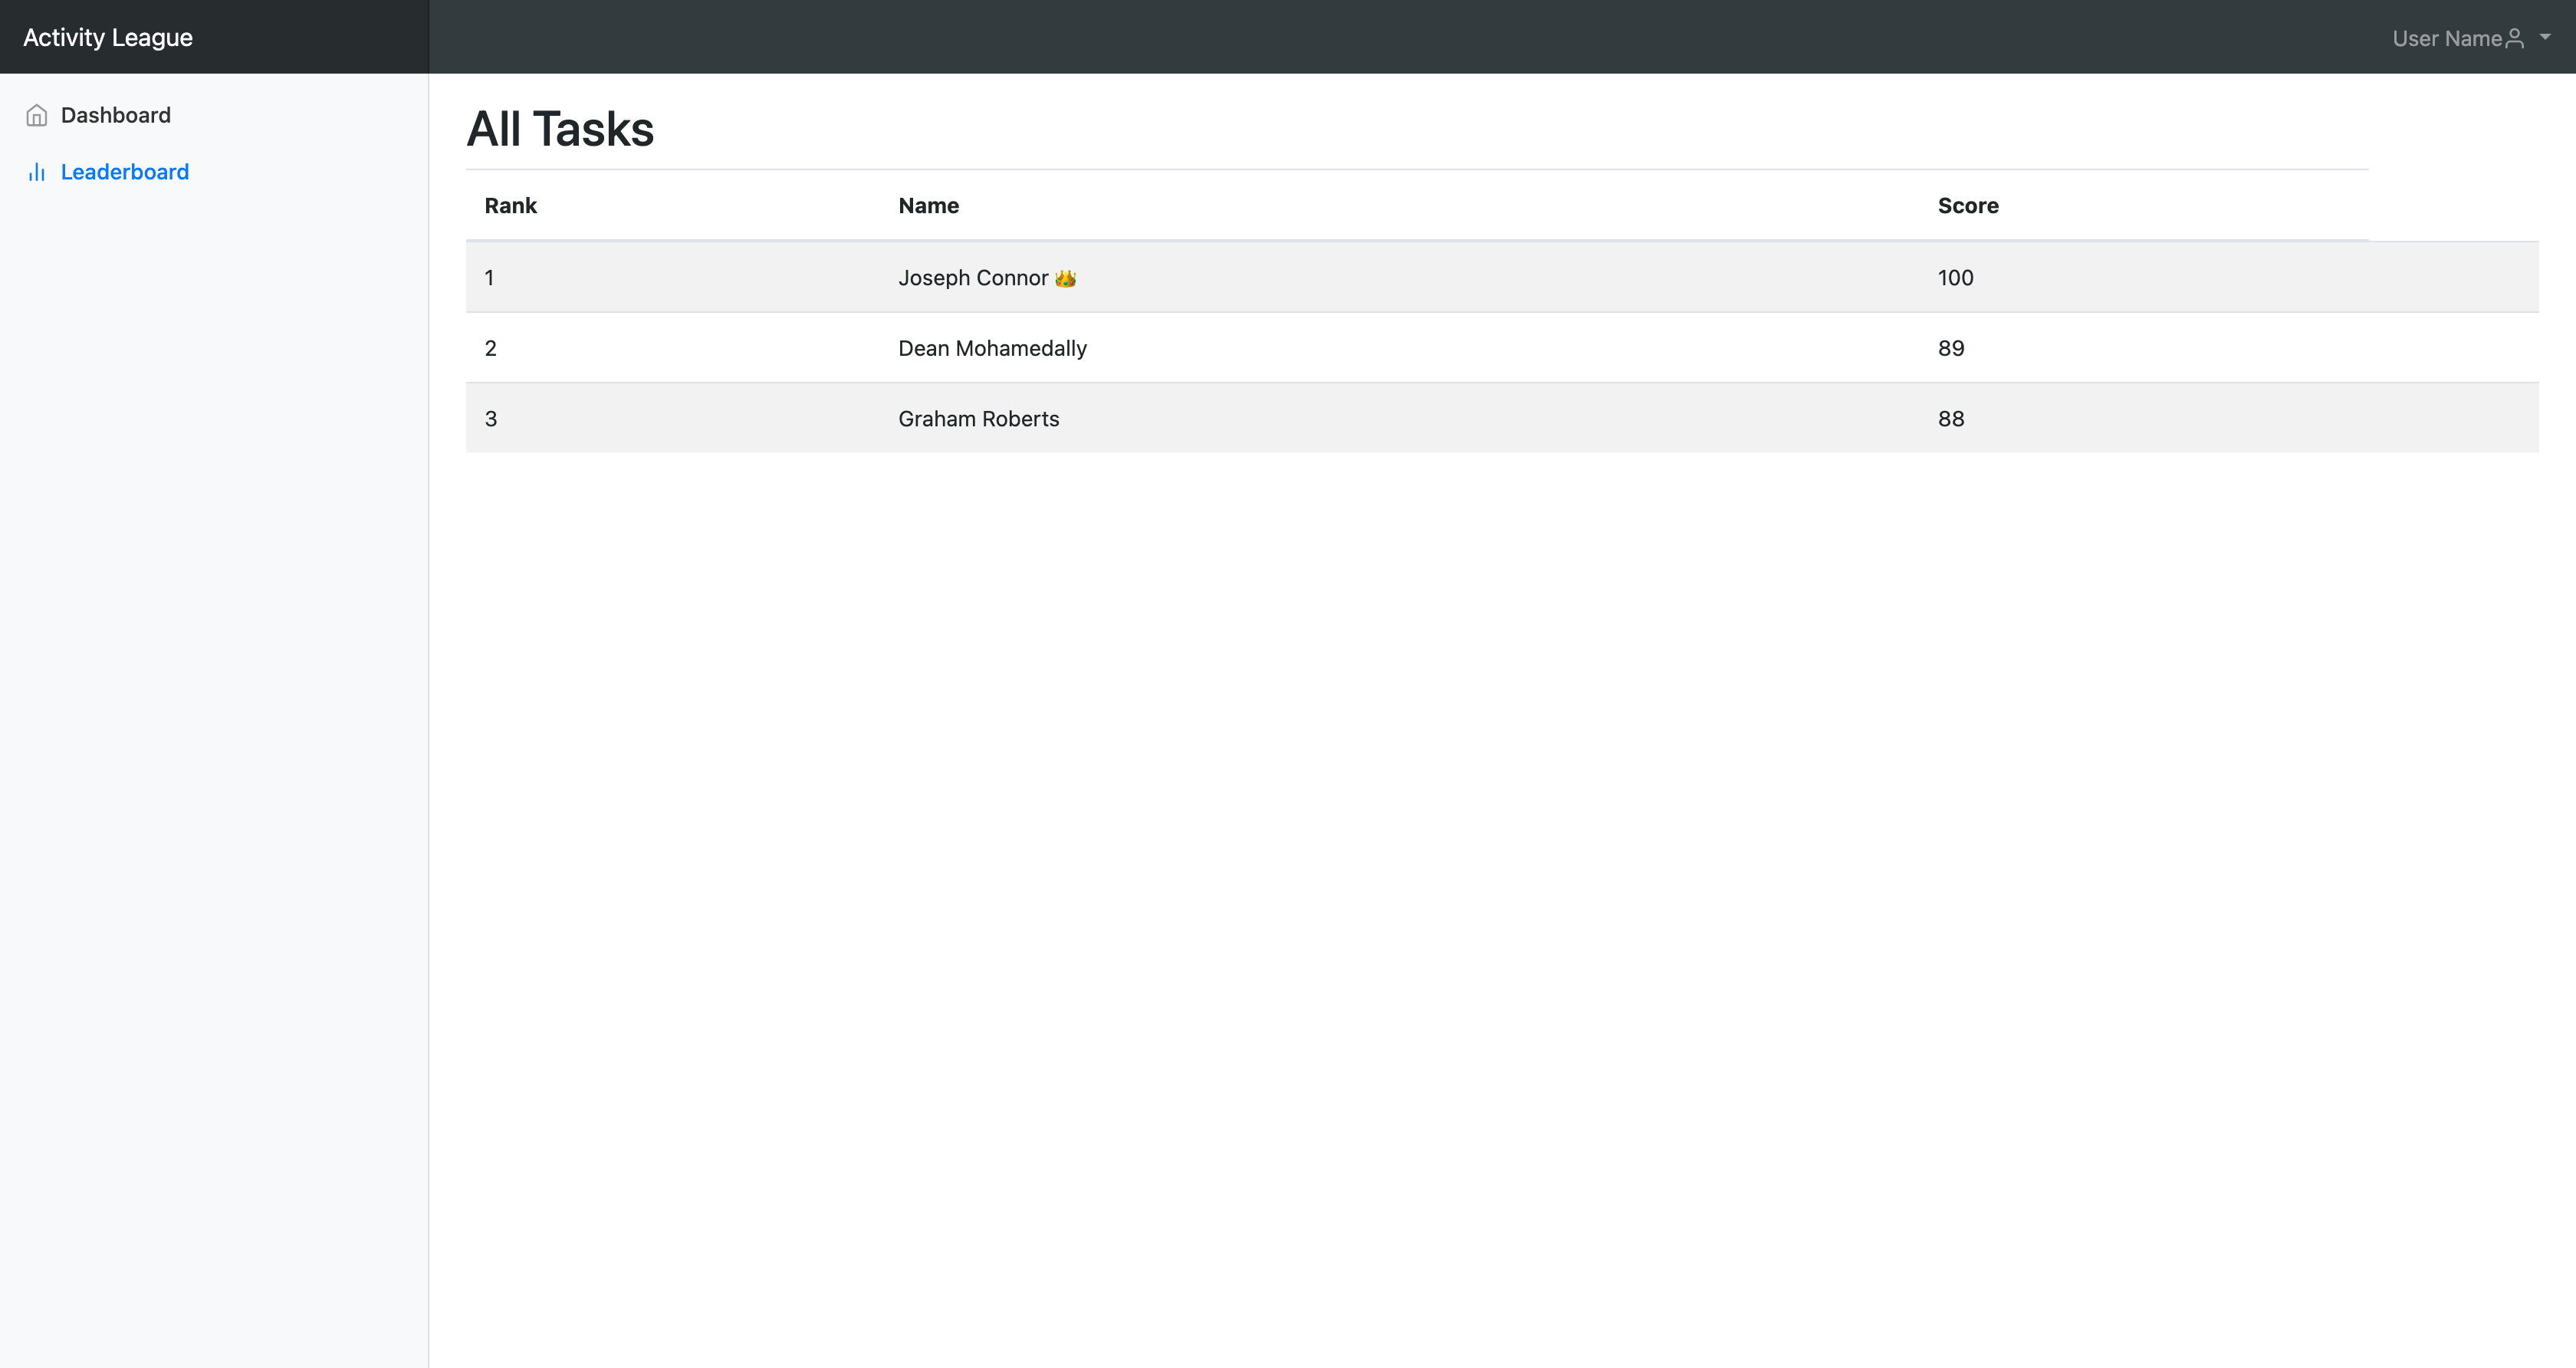 Activity League
User Name
Dashboard
Leaderboard
All Tasks
Rank Name Score
1 Joseph Connor 👑 100
2 Dean Mohamedally 89
3 Graham Roberts 88